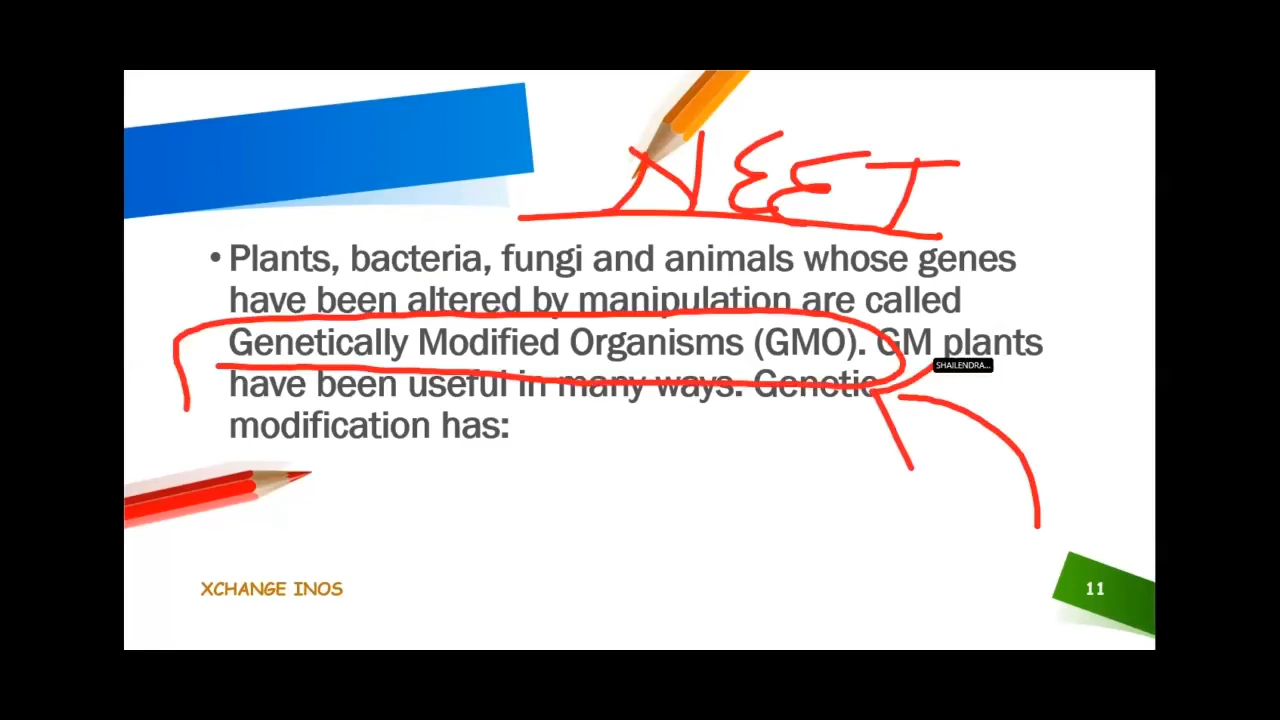 NEET
• Plants, bacteria, fungi and animals whose genes
have been altered by manipulation are called
Genetically Modified Organisms (GMO). GM plants
have been useful in many ways. Genetic
modification has:
SHAILENDRA...
XCHANGE INOS
11